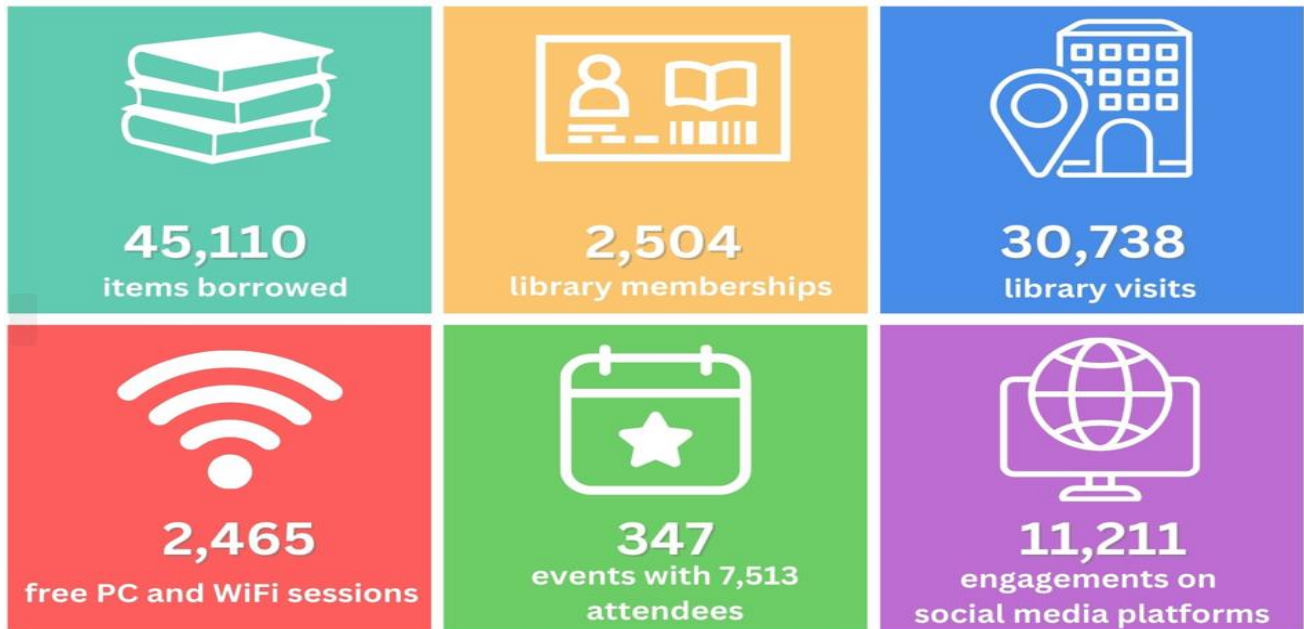 45,110
items borrowed
2,504
library memberships
30,738
library visits
2,465
free PC and WiFi sessions
347
events with 7,513
attendees
11,211
engagements on
social media platforms